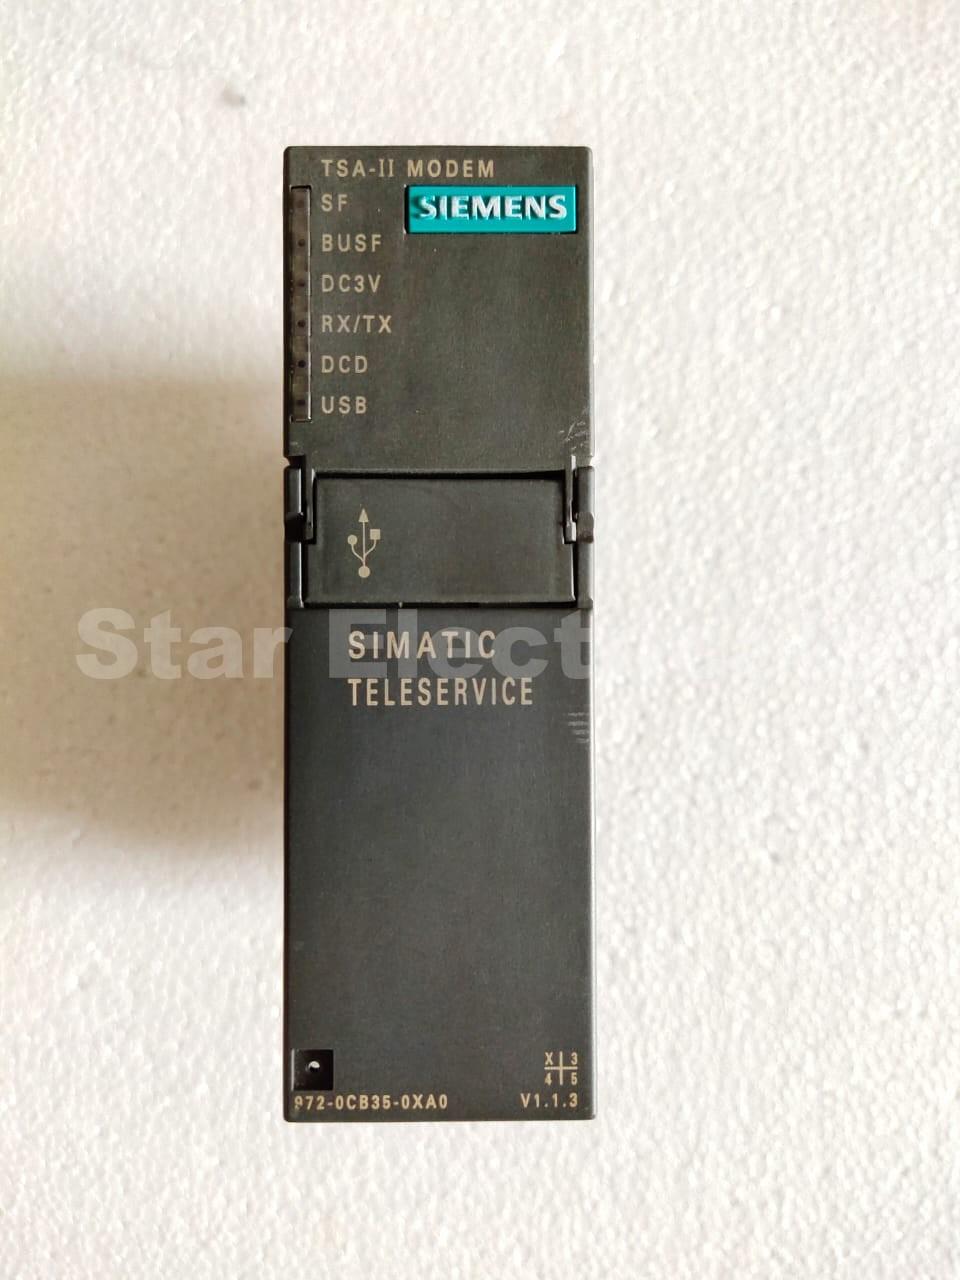 TSA-II MODEM
SF
SIEMENS
BUSF
DC3V
RX/TX
DCD
USB
Star Elect
SIMATIC
TELESERVICE
X 3
4 5
972-0CB35-0XA0
V1.1.3